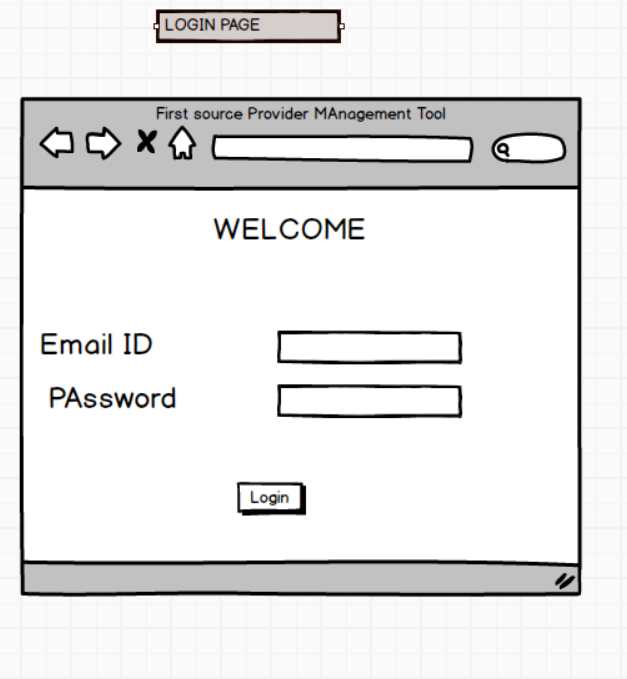 LOGIN PAGE
First source Provider MAnagement Tool
WELCOME
Email ID
PAssword
Login